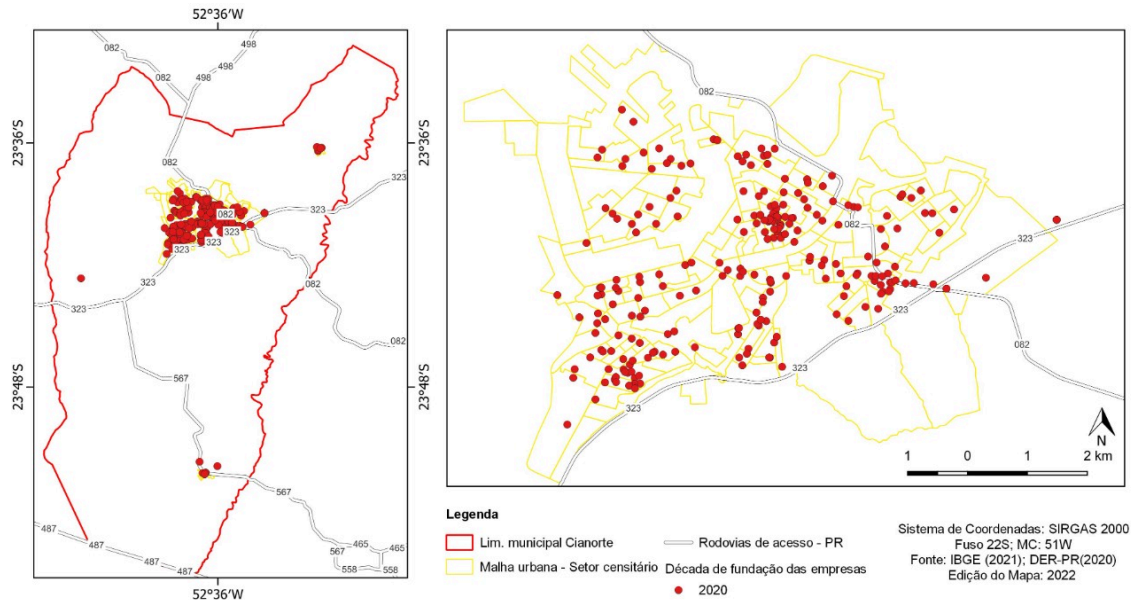 52°36'W
082
498
082
498
23°36'S
23°36'S
082
323
082
323
323
323
082
323
082
567
23°48'S
23°48'S
567
567
487
487
487
465
465
558
558
52°36'W
082
082
323
323
082
323
N
1 0 1 2 km
Legenda
Lim. municipal Cianorte
Rodovias de acesso - PR
Malha urbana - Setor censitário
Década de fundação das empresas
2020
Sistema de Coordenadas: SIRGAS 2000
Fuso 22S; MC: 51W
Fonte: IBGE (2021); DER-PR(2020)
Edição do Mapa: 2022